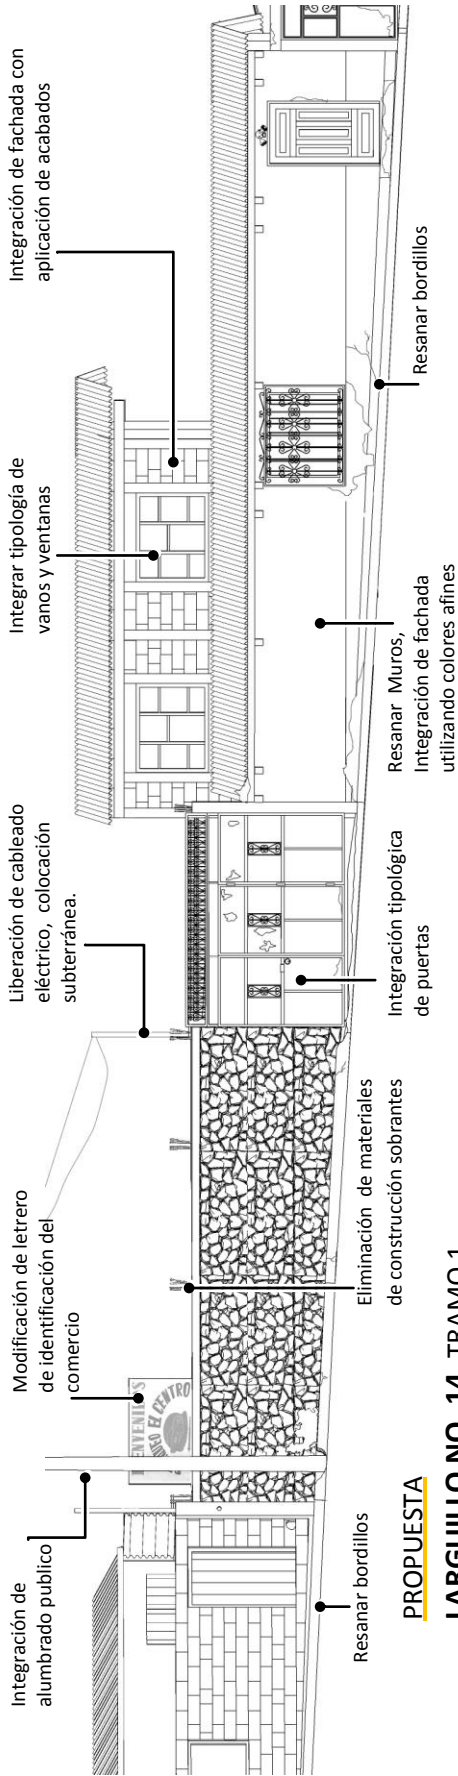 Integración de
alumbrado publico
Modificación de letrero
de identificación del
comercio
Liberación de cableado
eléctrico, colocación
subterránea.
Integrar tipología de
vanos y ventanas
Integración de fachada con
aplicación de acabados
Resanar bordillos
Eliminación de materiales
de construcción sobrantes
Integración tipológica
de puertas
Resanar Muros,
Integración de fachada
utilizando colores afines
Resanar bordillos
EL CENTRO
PROPUESTA
LARGUILLO NO. 14 TRAMO 1